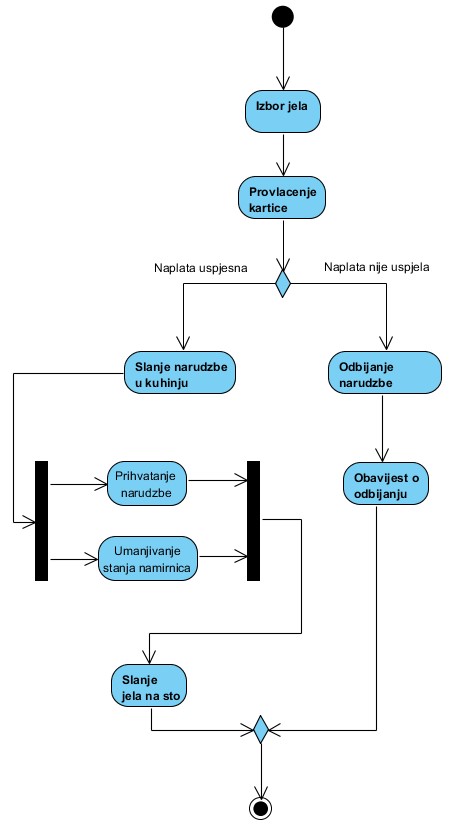 Izbor jela
Provlacenje
kartice
Naplata uspjesna
Naplata nije uspjela
Slanje narudzbe
u kuhinju
Odbijanje
narudzbe
Prihvatanje
narudzbe
Obavijest o
odbijanju
Umanjivanje
stanja namirnica
Slanje
jela na sto